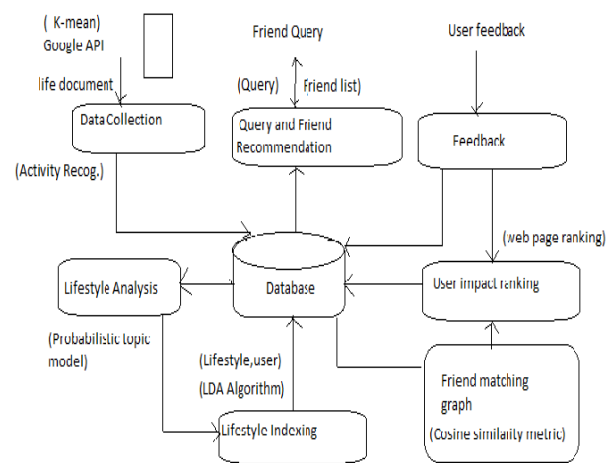 ( K-mean)
Google API
life document
Data Collection
(Activity Recog.)
Friend Query
(Query)
Friend list)
Query and Friend
Recommendation
User feedback
Feedback
(web page ranking)
Database
Lifestyle Analysis
(Probabilistic topic
model)
(Lifestyle,user)
(LDA Algorithm)
Lifestyle Indexing
User impact ranking
Friend matching
graph
(Cosine similarity metric)